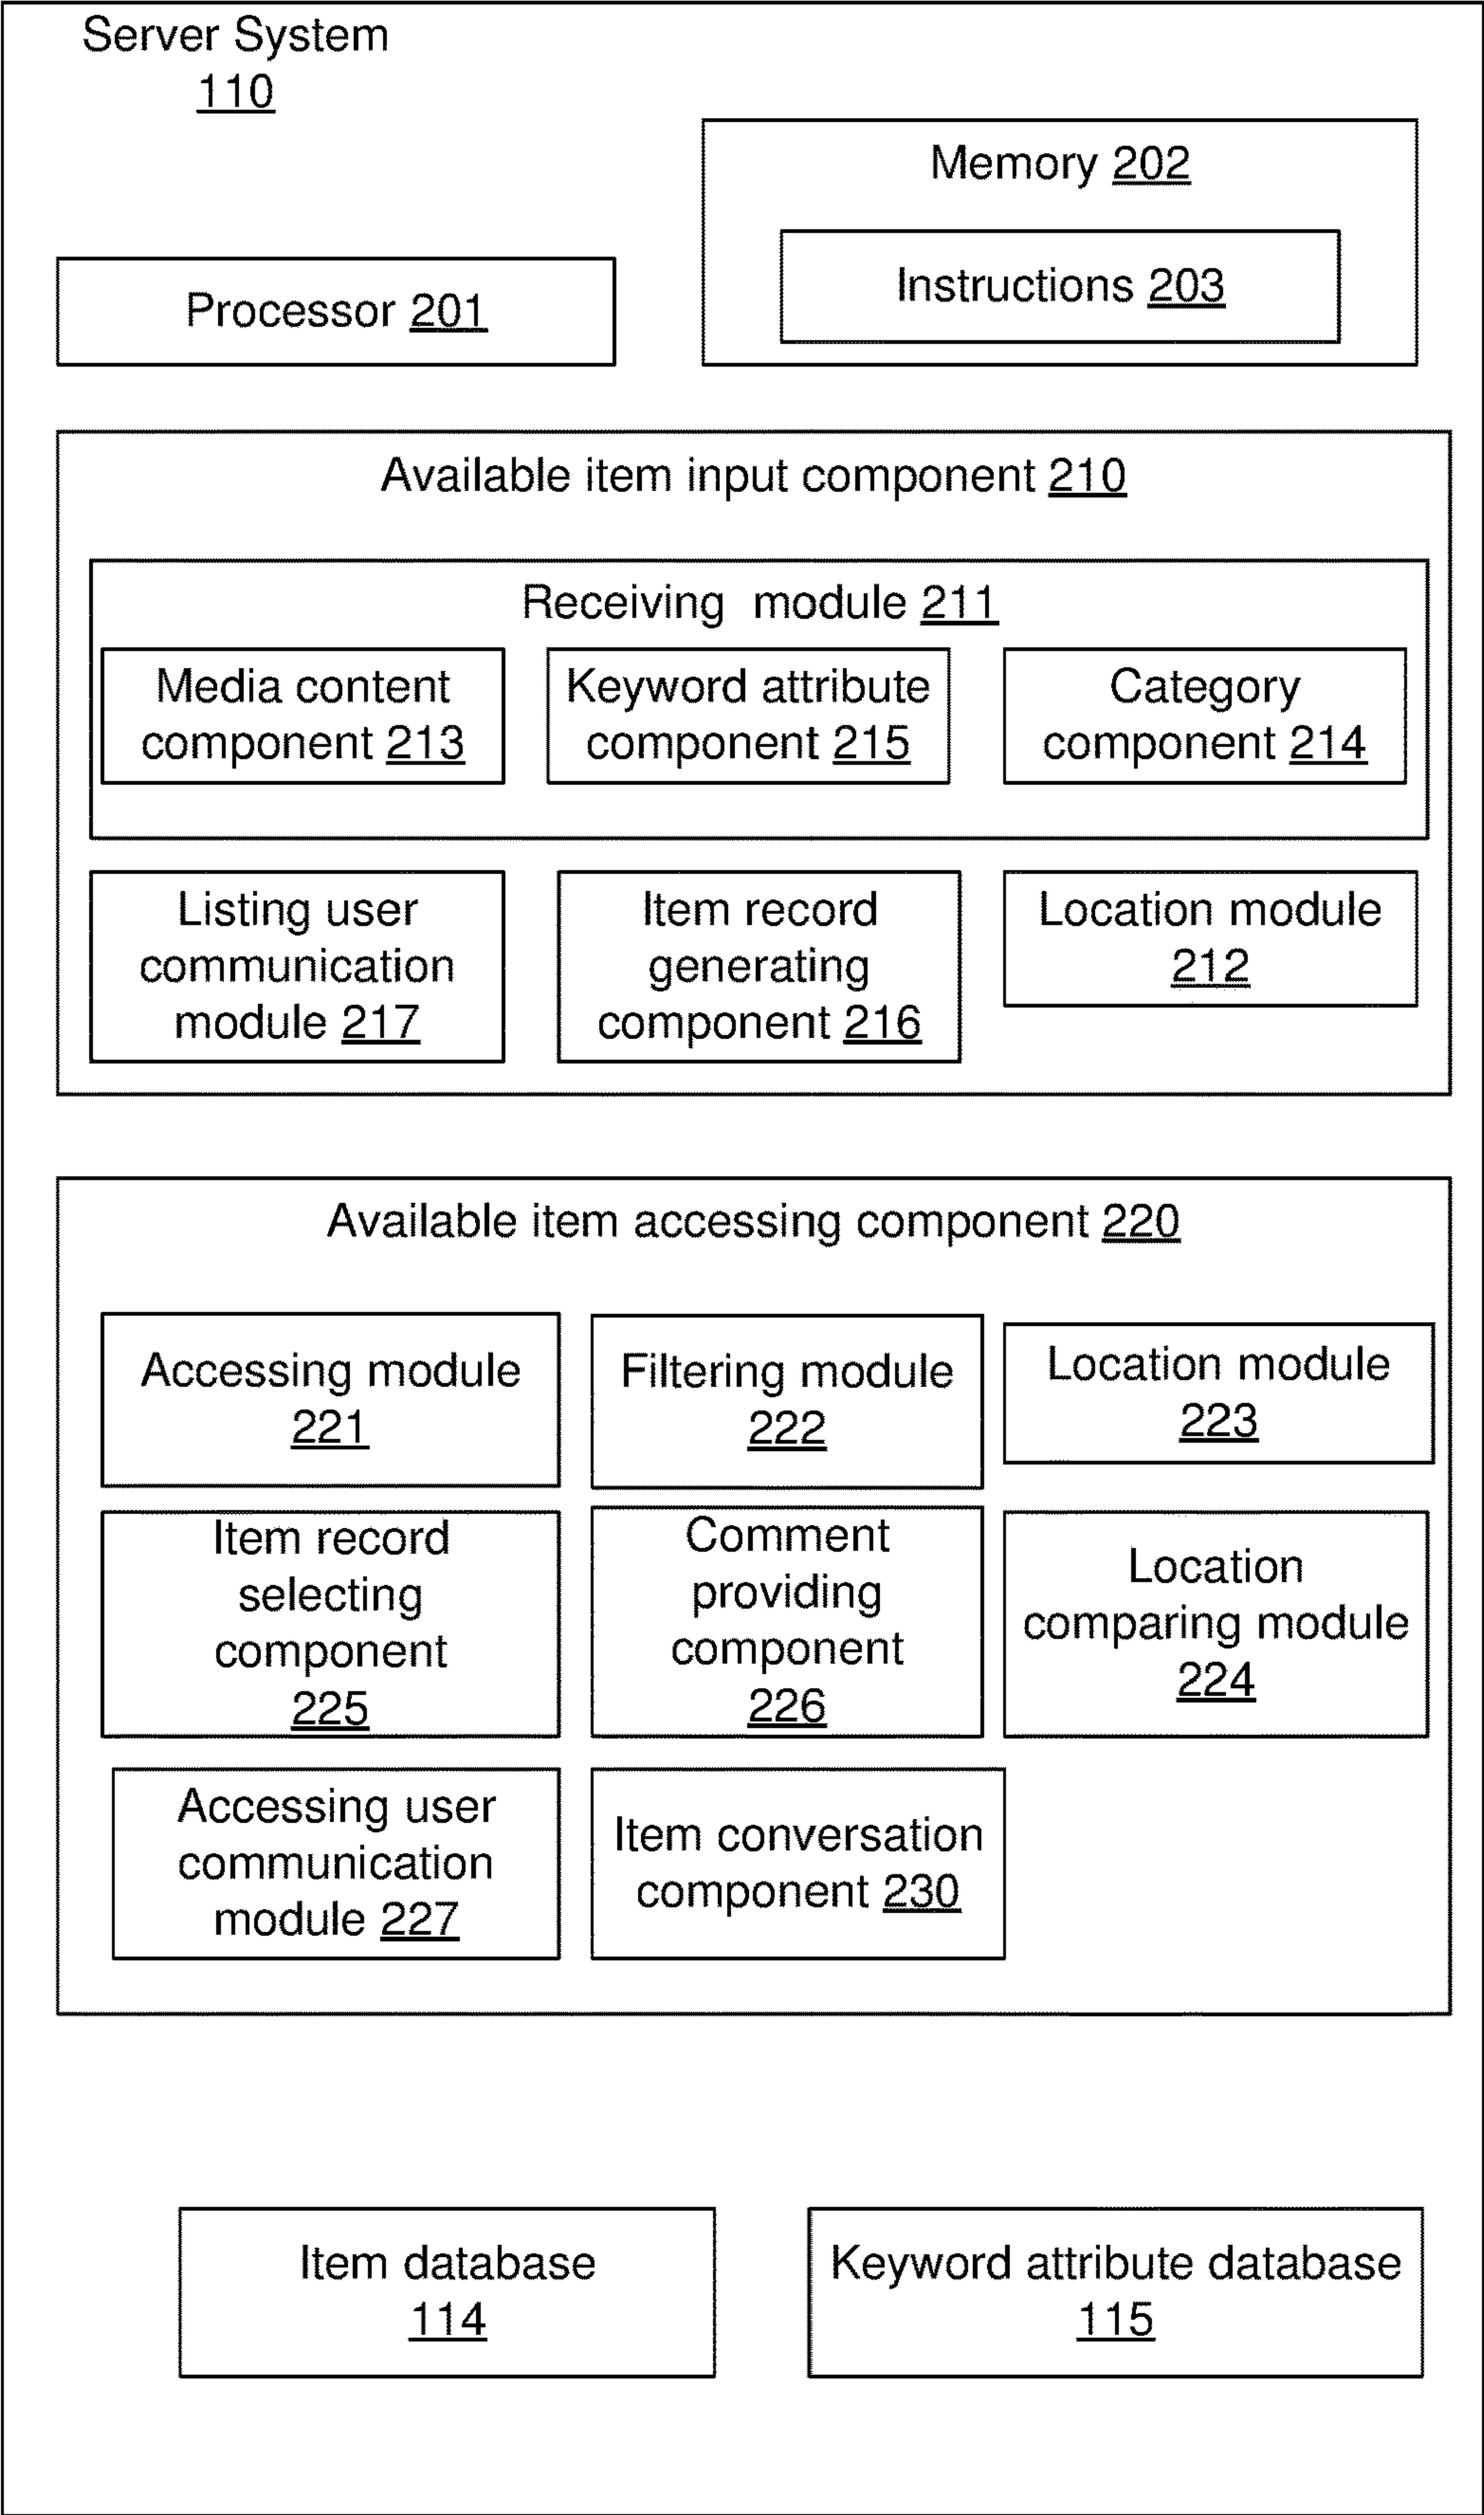 Server System
110
Memory 202
Instructions 203
Processor 201
Available item input component 210
Receiving module 211
Media content
component 213
Keyword attribute
component 215
Category
component 214
Listing user
communication
module 217
Item record
generating
component 216
Location module
212
Available item accessing component 220
Accessing module
221
Filtering module
222
Location module
223
Item record
selecting
component
225
Comment
providing
component
226
Location
comparing module
224
Accessing user
communication
module 227
Item conversation
component 230
Item database
114
Keyword attribute database
115